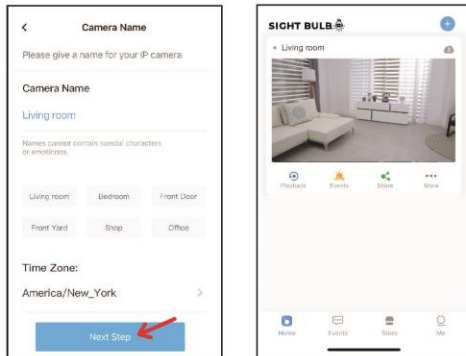 Camera Name
Please give a name for your IP camera
Camera Name
Living room
Names cannot contain special characters
or emoticons.
Living room Bedroom Front Door
Front Yard Shop Office
Time Zone:
America/New_York
Next Step
SIGHT BULB
Living room
Playback Events Share More
Home Events Store Me